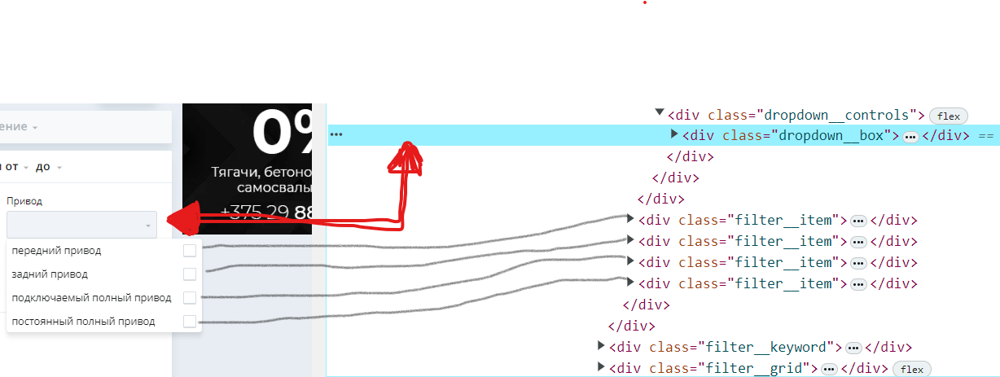 ение
и от до
Привод
передний привод
задний привод
подключаемый полный привод
постоянный полный привод
0%
Тягачи, бетоно
самосваль
+375 29 88
<div class="dropdown__controls"> flex
••• <div class="dropdown__box"> ••• </div> ==
</div>
</div>
</div>
<div class="filter__item"> ••• </div>
<div class="filter__item"> ••• </div>
<div class="filter__item"> ••• </div>
<div class="filter__item"> ••• </div>
</div>
</div>
<div class="filter__keyword"> ••• </div>
<div class="filter__grid"> ••• </div> flex